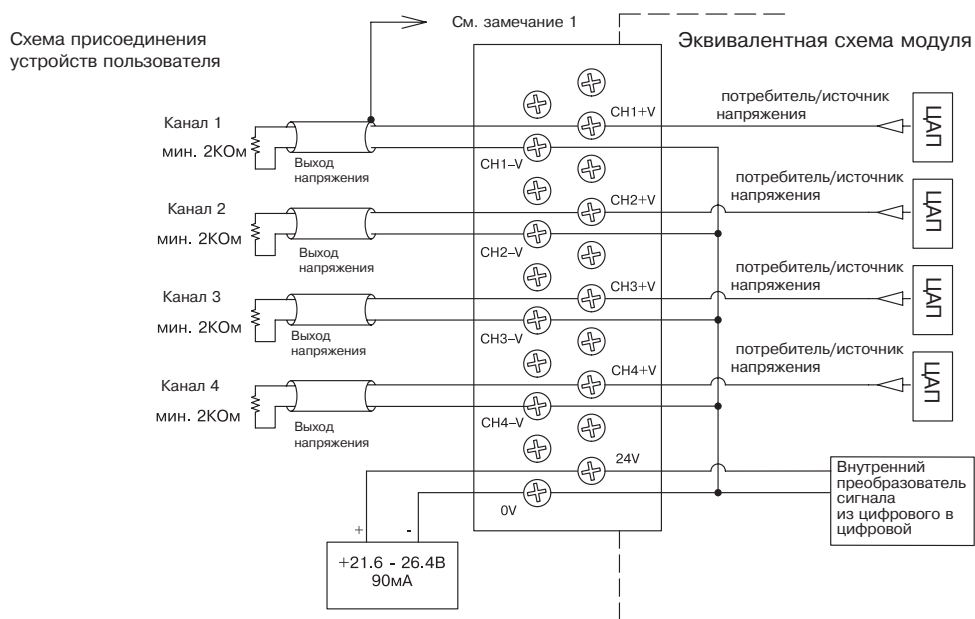 См. замечание 1
Схема присоединения
устройств пользователя
Эквивалентная схема модуля
Канал 1
мин. 2КОм
Выход
напряжения
CH1+V
CH1–V
потребитель/источник
напряжения
ЦАП
Канал 2
мин. 2КОм
Выход
напряжения
CH2+V
CH2–V
потребитель/источник
напряжения
ЦАП
Канал 3
мин. 2КОм
Выход
напряжения
CH3+V
CH3–V
потребитель/источник
напряжения
ЦАП
Канал 4
мин. 2КОм
Выход
напряжения
CH4+V
CH4–V
потребитель/источник
напряжения
ЦАП
24V
0V
Внутренний
преобразователь
сигнала
из цифрового в
цифровой
+ -
+21.6 - 26.4В
90мА